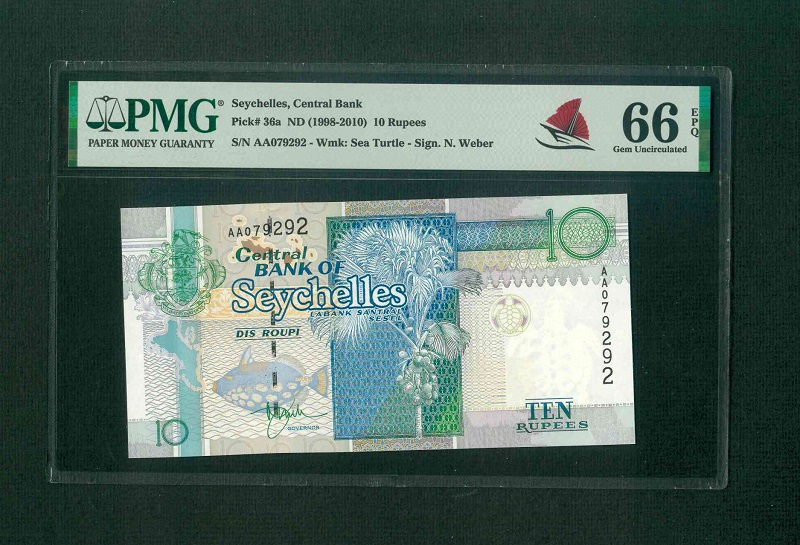 PMG®
PAPER MONEY GUARANTY
Seychelles, Central Bank
Pick# 36a ND (1998-2010) 10 Rupees
S/N AA079292 - Wmk: Sea Turtle - Sign. N. Weber
66
EPQ
Gem Uncirculated
AA079292
Central
BANK OF
Seychelles
LABANK SANTRAL
SESEL
DIS ROUPI
10
AA079292
GOVERNOR
10
TEN
RUPEES